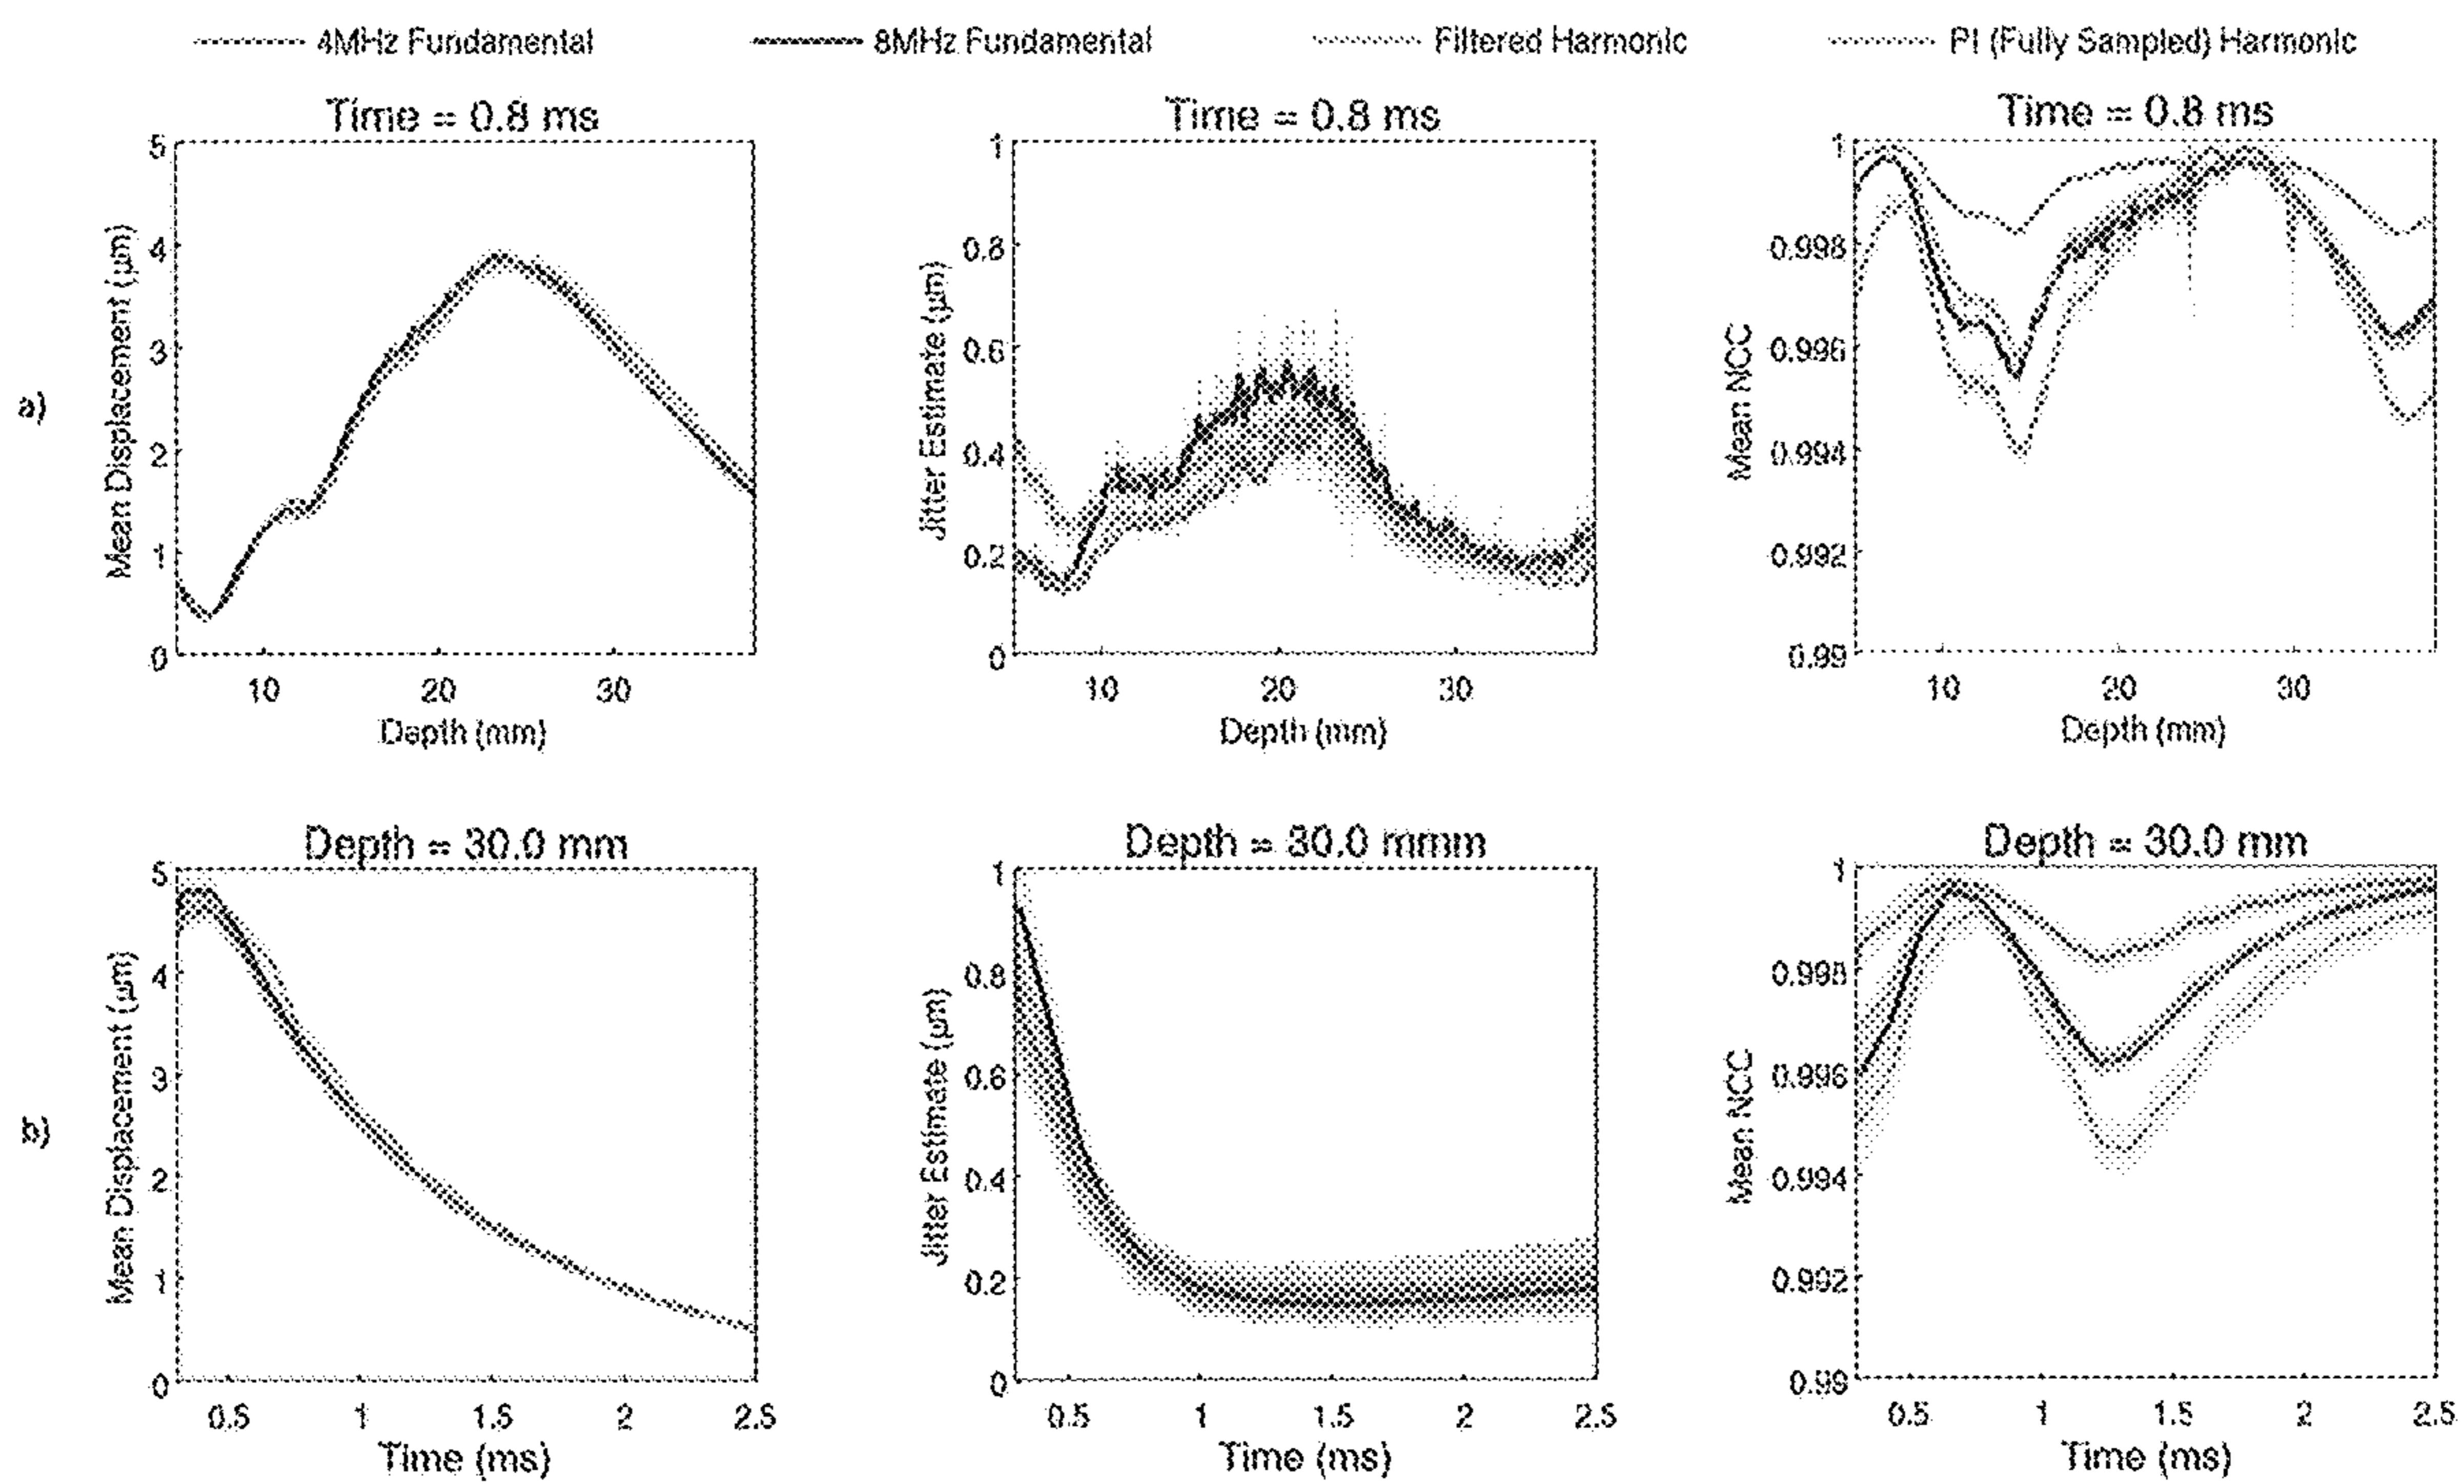 4MHz Fundamental
8MHz Fundamental
Filtered Harmonic
PI (Fully Sampled) Harmonic
a)
Time = 0.8 ms
Mean Displacement (μm)
5
4
3
2
1
0
10 20 30
Depth (mm)
Time = 0.8 ms
Jitter Estimate (μm)
1
0.8
0.6
0.4
0.2
0
10 20 30
Depth (mm)
Time = 0.8 ms
Mean NCC
1
0.998
0.996
0.994
0.992
0.99
10 20 30
Depth (mm)
Depth = 30.0 mm
Mean Displacement (μm)
5
4
3
2
1
0
0.5 1 1.5 2 2.5
Time (ms)
Depth = 30.0 mmm
Jitter Estimate (μm)
1
0.8
0.6
0.4
0.2
0
0.5 1 1.5 2 2.5
Time (ms)
Depth = 30.0 mm
Mean NCC
1
0.998
0.996
0.994
0.992
0.99
0.5 1 1.5 2 2.5
Time (ms)